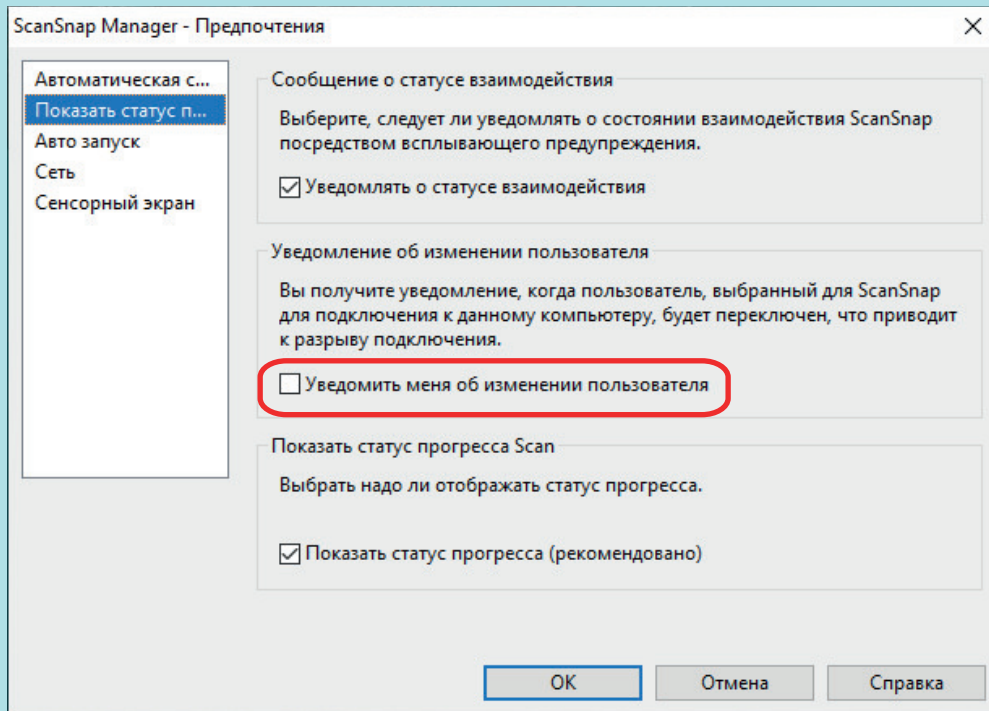 ScanSnap Manager - Предпочтения
Автоматическая с...
Показать статус п...
Авто запуск
Сеть
Сенсорный экран
Сообщение о статусе взаимодействия
Выберите, следует ли уведомлять о состоянии взаимодействия ScanSnap
посредством всплывающего предупреждения.
Уведомлять о статусе взаимодействия
Уведомление об изменении пользователя
Вы получите уведомление, когда пользователь, выбранный для ScanSnap
для подключения к данному компьютеру, будет переключен, что приводит
к разрыву подключения.
Уведомить меня об изменении пользователя
Показать статус прогресса Scan
Выбрать надо ли отображать статус прогресса.
Показать статус прогресса (рекомендовано)
OK
Отмена
Справка